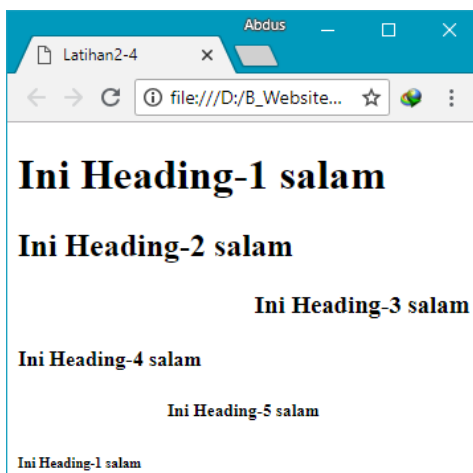 Abdus
Latihan2-4
file:///D:/B_Website...
Ini Heading-1 salam
Ini Heading-2 salam
Ini Heading-3 salam
Ini Heading-4 salam
Ini Heading-5 salam
Ini Heading-1 salam